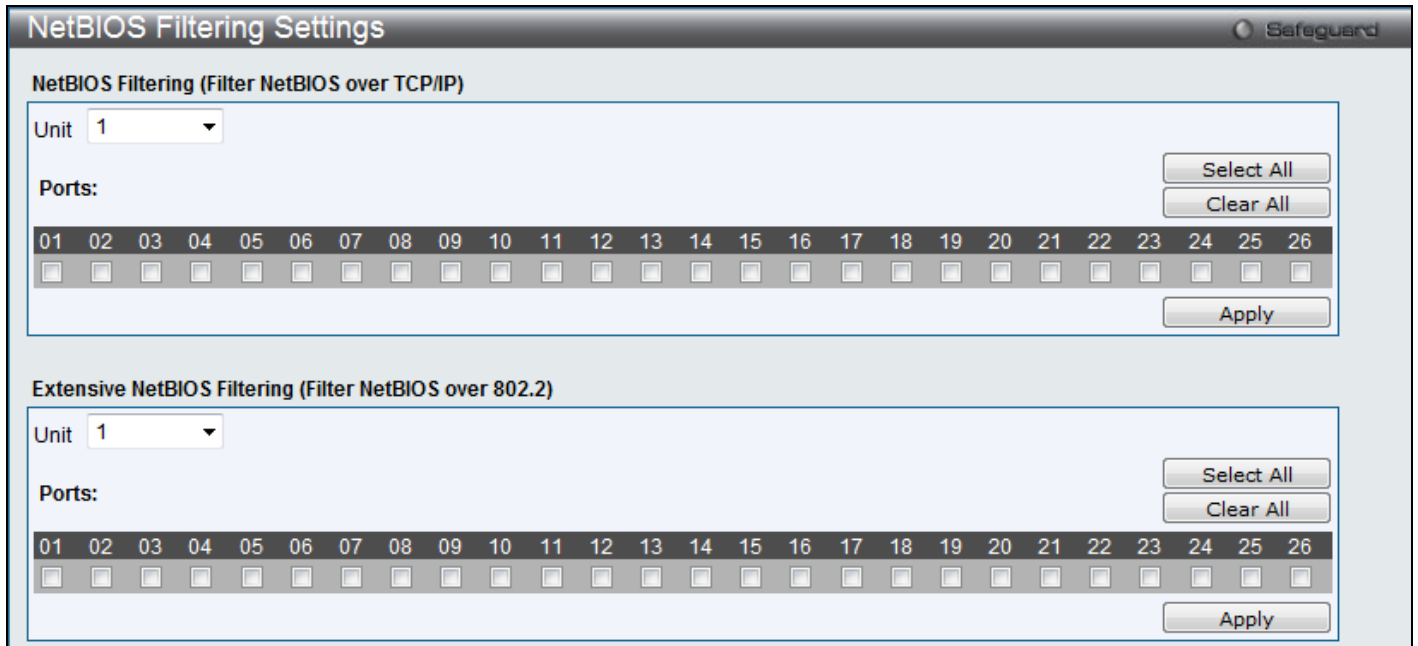 NetBIOS Filtering Settings
Safeguard
NetBIOS Filtering (Filter NetBIOS over TCP/IP)
Unit 1
Select All
Ports:
Clear All
01 02 03 04 05 06 07 08 09 10 11 12 13 14 15 16 17 18 19 20 21 22 23 24 25 26
Apply
Extensive NetBIOS Filtering (Filter NetBIOS over 802.2)
Unit 1
Select All
Ports:
Clear All
01 02 03 04 05 06 07 08 09 10 11 12 13 14 15 16 17 18 19 20 21 22 23 24 25 26
Apply